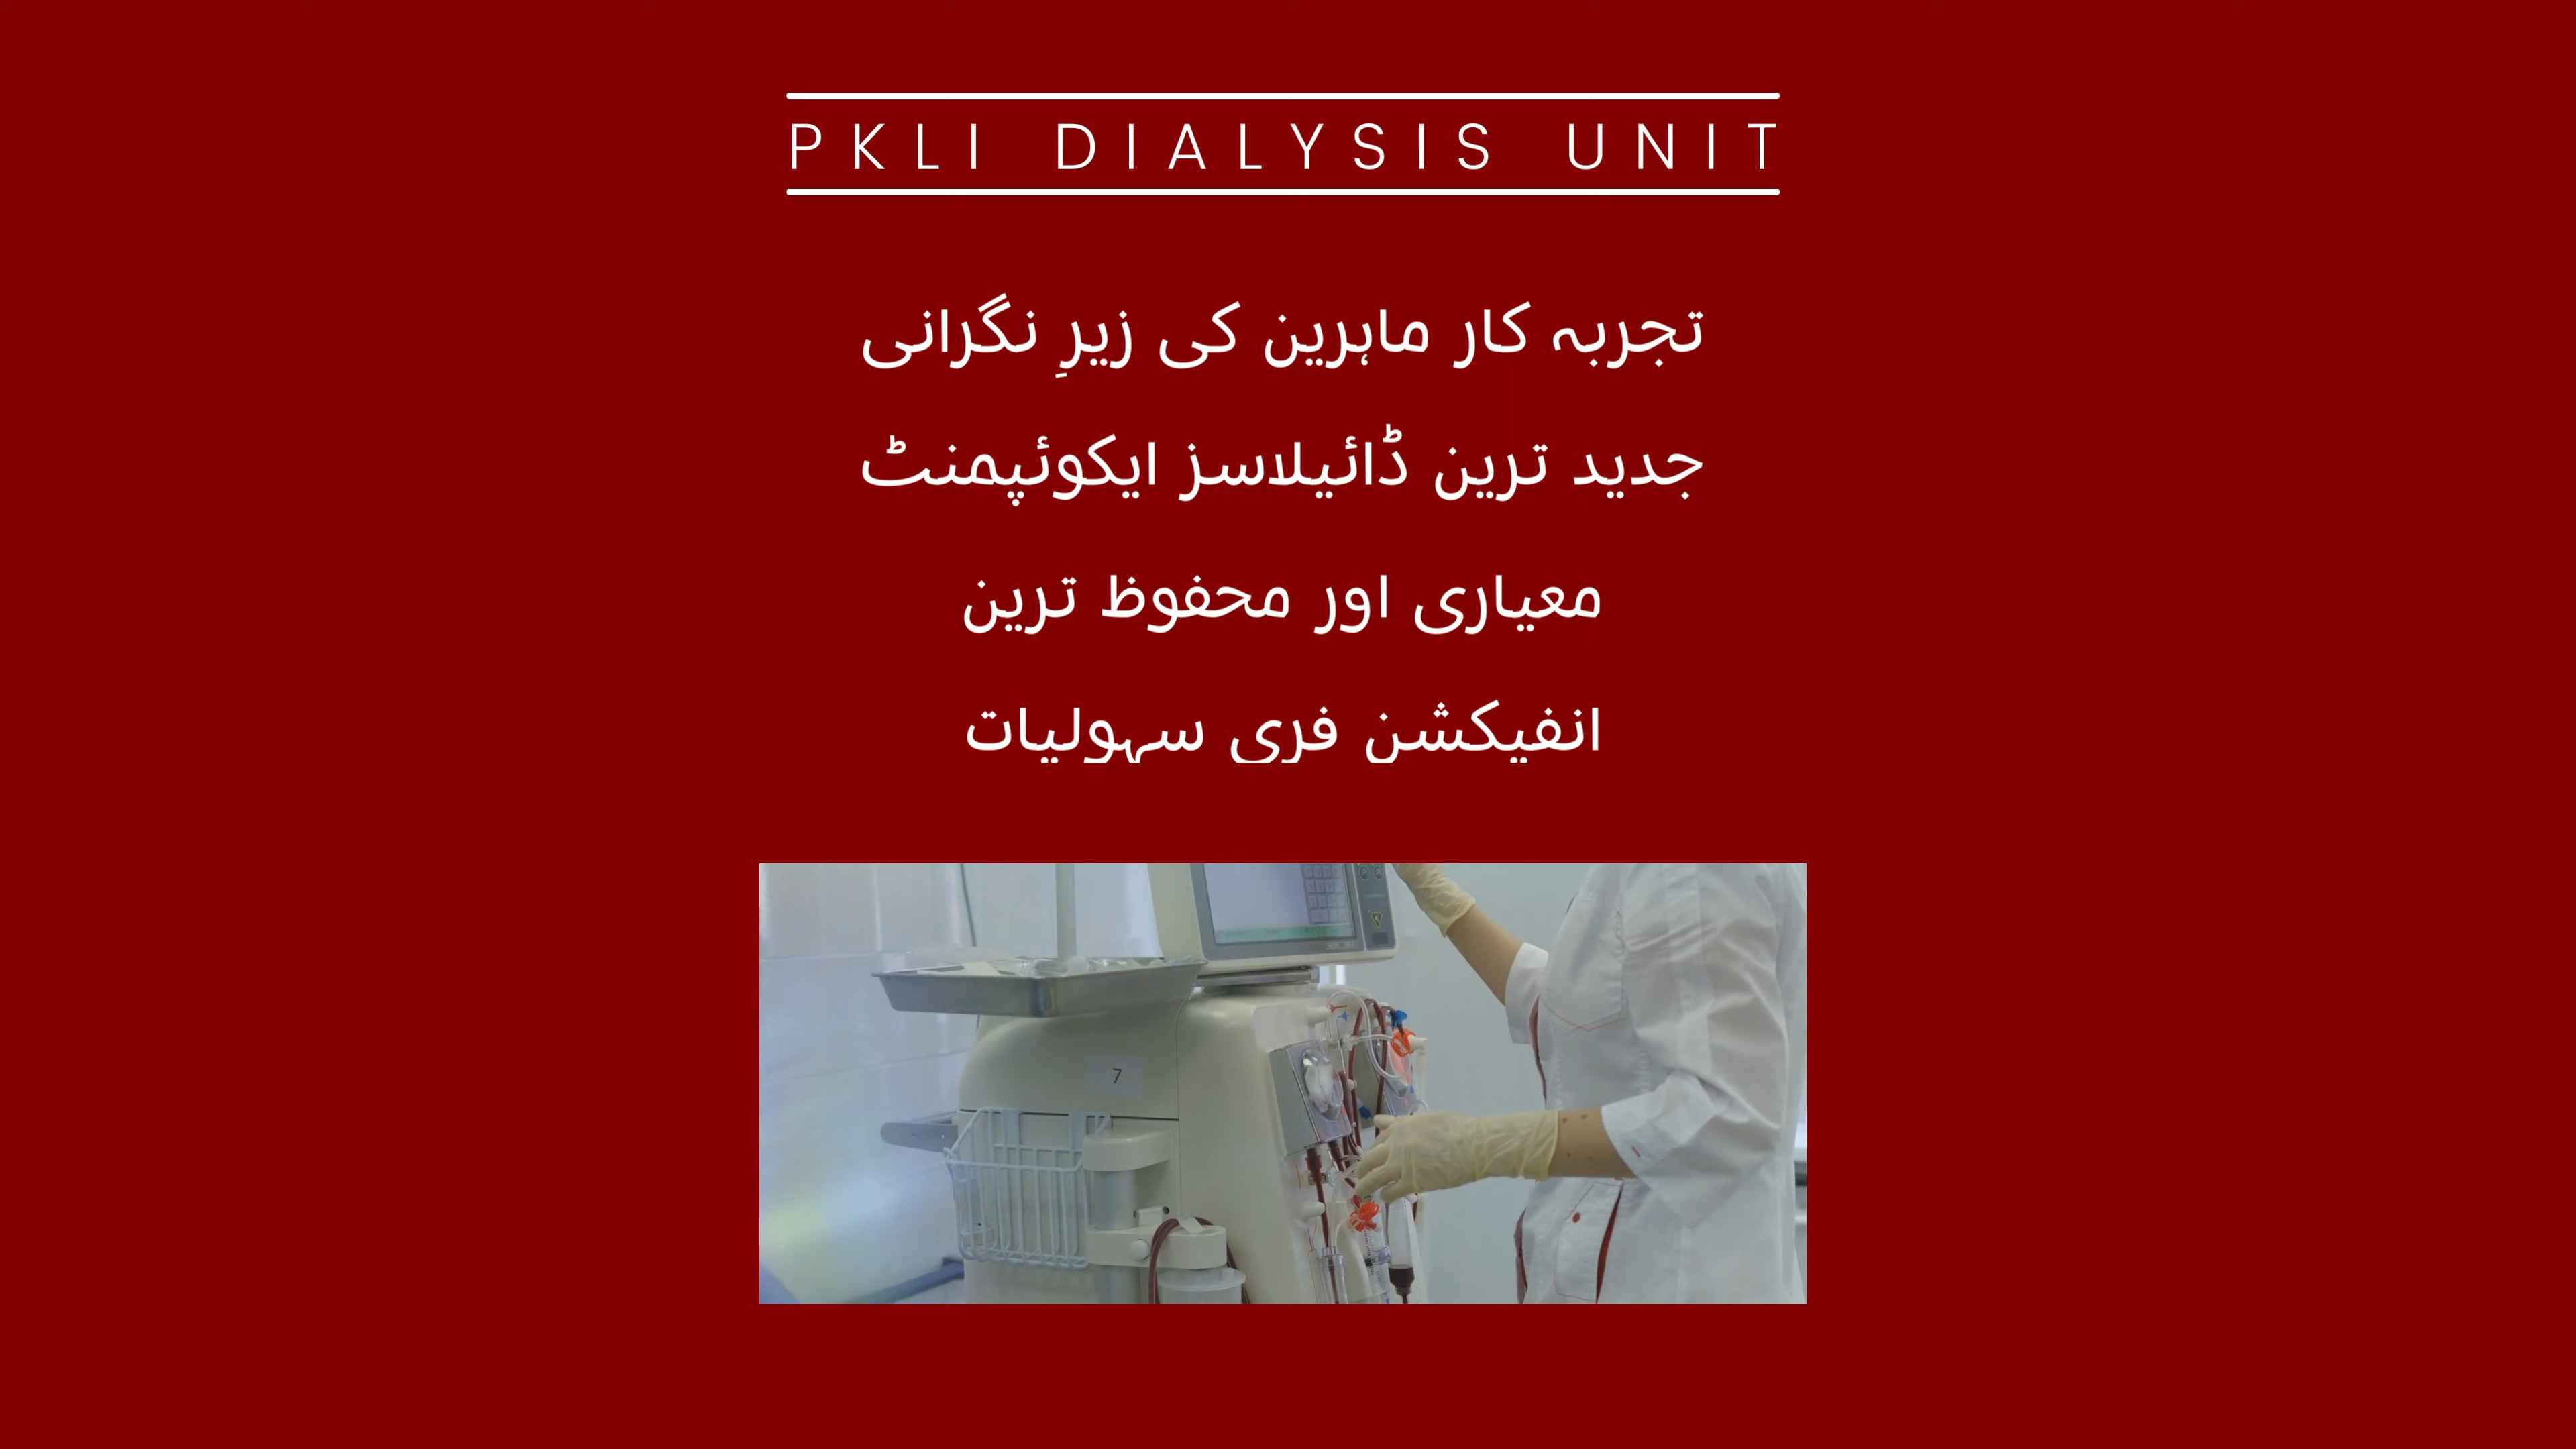 PKLI DIALYSIS UNIT
تجربہ کار ماہرین کی زیرِ نگرانی
جدید ترین ڈائیلاسز ایکوئپمنٹ
معیاری اور محفوظ ترین
انفیکشن فری سہولیات
7